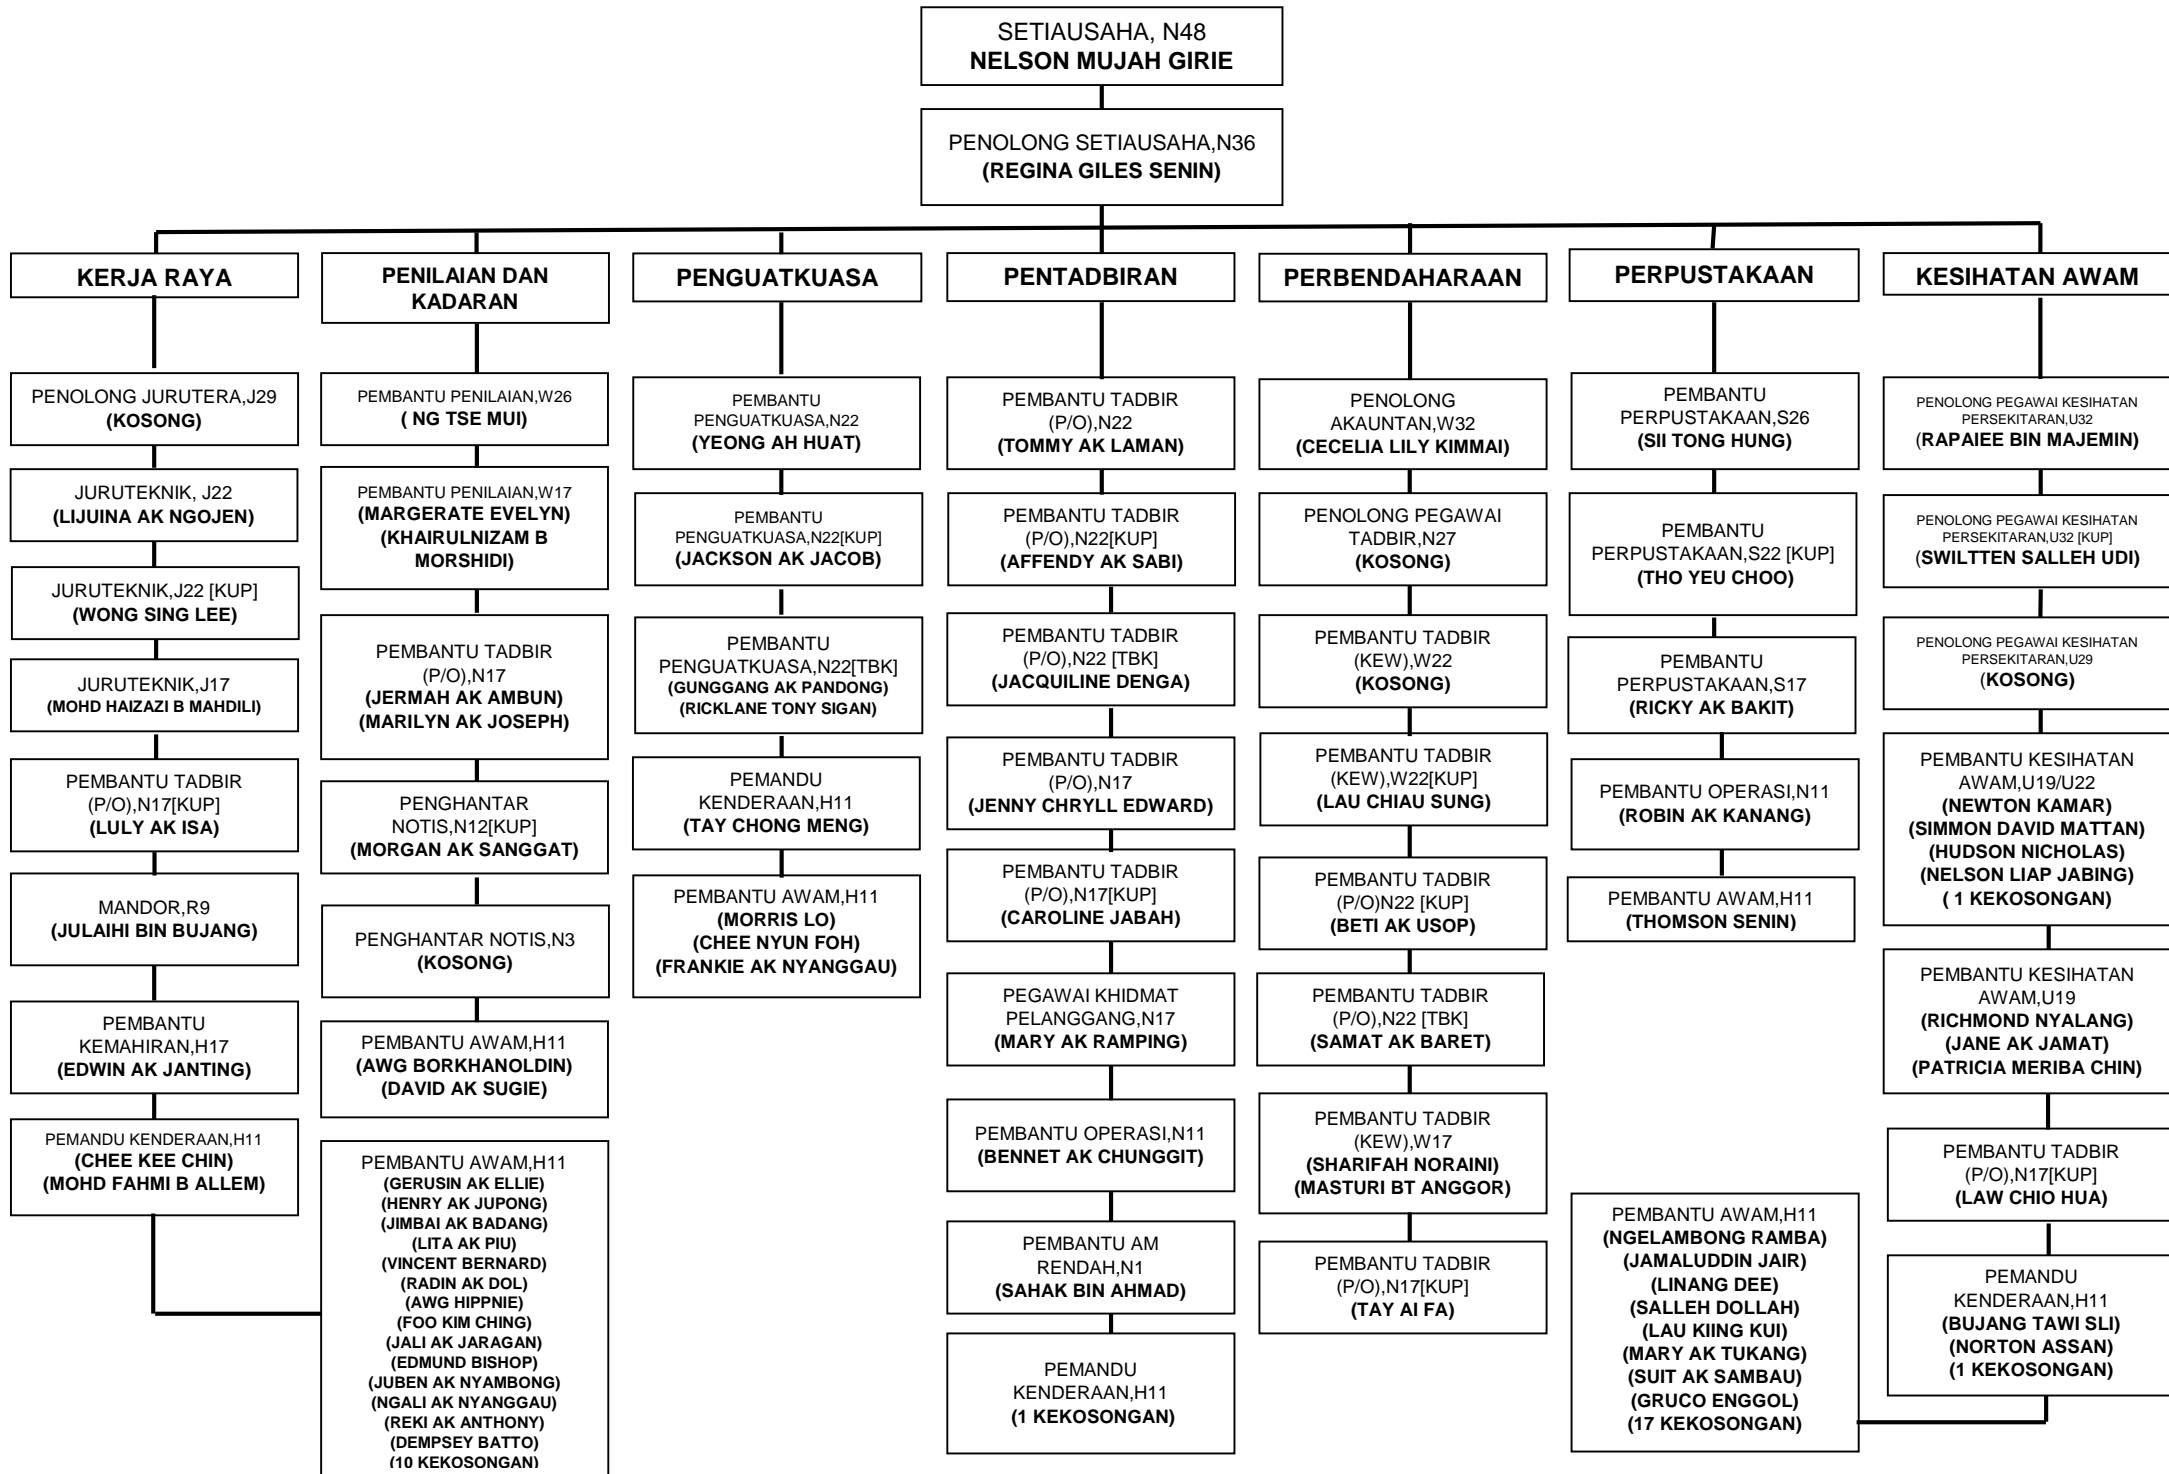 SETIAUSAHA, N48
NELSON MUJAH GIRIE
PENOLONG SETIAUSAHA,N36
(REGINA GILES SENIN)
KERJA RAYA
PENOLONG JURUTERA,J29
(KOSONG)
JURUTEKNIK, J22
(LIJUINA AK NGOJEN)
JURUTEKNIK,J22 [KUP]
(WONG SING LEE)
JURUTEKNIK,J17
(MOHD HAIZAZI B MAHDILI)
PEMBANTU TADBIR
(P/O),N17[KUP]
(LULY AK ISA)
MANDOR,R9
(JULAIHI BIN BUJANG)
PEMBANTU
KEMAHIRAN,H17
(EDWIN AK JANTING)
PEMANDU KENDERAAN,H11
(CHEE KEE CHIN)
(MOHD FAHMI B ALLEM)
PEMBANTU AWAM,H11
(GERUSIN AK ELLIE)
(HENRY AK JUPONG)
(JIMBAI AK BADANG)
(LITA AK PIU)
(VINCENT BERNARD)
(RADIN AK DOL)
(AWG HIPPNIE)
(FOO KIM CHING)
(JALI AK JARAGAN)
(EDMUND BISHOP)
(JUBEN AK NYAMBONG)
(NGALI AK NYANGGAU)
(REKI AK ANTHONY)
(DEMPSEY BATTO)
(10 KEKOSONGAN)
PENILAIAN DAN
KADARAN
PEMBANTU PENILAIAN,W26
( NG TSE MUI)
PEMBANTU PENILAIAN,W17
(MARGERATE EVELYN)
(KHAIRULNIZAM B
MORSHIDI)
PEMBANTU TADBIR
(P/O),N17
(JERMAH AK AMBUN)
(MARILYN AK JOSEPH)
PENGHANTAR
NOTIS,N12[KUP]
(MORGAN AK SANGGAT)
PENGHANTAR NOTIS,N3
(KOSONG)
PEMBANTU AWAM,H11
(AWG BORKHANOLDIN)
(DAVID AK SUGIE)
PENGUATKUASA
PEMBANTU
PENGUATKUASA,N22
(YEONG AH HUAT)
PEMBANTU
PENGUATKUASA,N22[KUP]
(JACKSON AK JACOB)
PEMBANTU
PENGUATKUASA,N22[TBK]
(GUNGGANG AK PANDONG)
(RICKLANE TONY SIGAN)
PEMANDU
KENDERAAN,H11
(TAY CHONG MENG)
PEMBANTU AWAM,H11
(MORRIS LO)
(CHEE NYUN FOH)
(FRANKIE AK NYANGGAU)
PENTADBIRAN
PEMBANTU TADBIR
(P/O),N22
(TOMMY AK LAMAN)
PEMBANTU TADBIR
(P/O),N22[KUP]
(AFFENDY AK SABI)
PEMBANTU TADBIR
(P/O),N22 [TBK]
(JACQUILINE DENGA)
PEMBANTU TADBIR
(P/O),N17
(JENNY CHRYLL EDWARD)
PEMBANTU TADBIR
(P/O),N17[KUP]
(CAROLINE JABAH)
PEGAWAI KHIDMAT
PELANGGANG,N17
(MARY AK RAMPING)
PEMBANTU OPERASI,N11
(BENNET AK CHUNGGIT)
PEMBANTU AM
RENDAH,N1
(SAHAK BIN AHMAD)
PEMANDU
KENDERAAN,H11
(1 KEKOSONGAN)
PERBENDAHARAAN
PENOLONG
AKAUNTAN,W32
(CECELIA LILY KIMMAI)
PENOLONG PEGAWAI
TADBIR,N27
(KOSONG)
PEMBANTU TADBIR
(KEW),W22
(KOSONG)
PEMBANTU TADBIR
(KEW),W22[KUP]
(LAU CHIAU SUNG)
PEMBANTU TADBIR
(P/O)N22 [KUP]
(BETI AK USOP)
PEMBANTU TADBIR
(P/O),N22 [TBK]
(SAMAT AK BARET)
PEMBANTU TADBIR
(KEW),W17
(SHARIFAH NORAINI)
(MASTURI BT ANGGOR)
PEMBANTU TADBIR
(P/O),N17[KUP]
(TAY AI FA)
PERPUSTAKAAN
PEMBANTU
PERPUSTAKAAN,S26
(SII TONG HUNG)
PEMBANTU
PERPUSTAKAAN,S22 [KUP]
(THO YEU CHOO)
PEMBANTU
PERPUSTAKAAN,S17
(RICKY AK BAKIT)
PEMBANTU OPERASI,N11
(ROBIN AK KANANG)
PEMBANTU AWAM,H11
(THOMSON SENIN)
KESIHATAN AWAM
PENOLONG PEGAWAI KESIHATAN
PERSEKITARAN,U32
(RAPAIEE BIN MAJEMIN)
PENOLONG PEGAWAI KESIHATAN
PERSEKITARAN,U32 [KUP]
(SWILTTEN SALLEH UDI)
PENOLONG PEGAWAI KESIHATAN
PERSEKITARAN,U29
(KOSONG)
PEMBANTU KESIHATAN
AWAM,U19/U22
(NEWTON KAMAR)
(SIMMON DAVID MATTAN)
(HUDSON NICHOLAS)
(NELSON LIAP JABING)
( 1 KEKOSONGAN)
PEMBANTU KESIHATAN
AWAM,U19
(RICHMOND NYALANG)
(JANE AK JAMAT)
(PATRICIA MERIBA CHIN)
PEMBANTU TADBIR
(P/O),N17[KUP]
(LAW CHIO HUA)
PEMANDU
KENDERAAN,H11
(BUJANG TAWI SLI)
(NORTON ASSAN)
(1 KEKOSONGAN)
PEMBANTU AWAM,H11
(NGELAMBONG RAMBA)
(JAMALUDDIN JAIR)
(LINANG DEE)
(SALLEH DOLLAH)
(LAU KIING KUI)
(MARY AK TUKANG)
(SUIT AK SAMBAU)
(GRUCO ENGGOL)
(17 KEKOSONGAN)